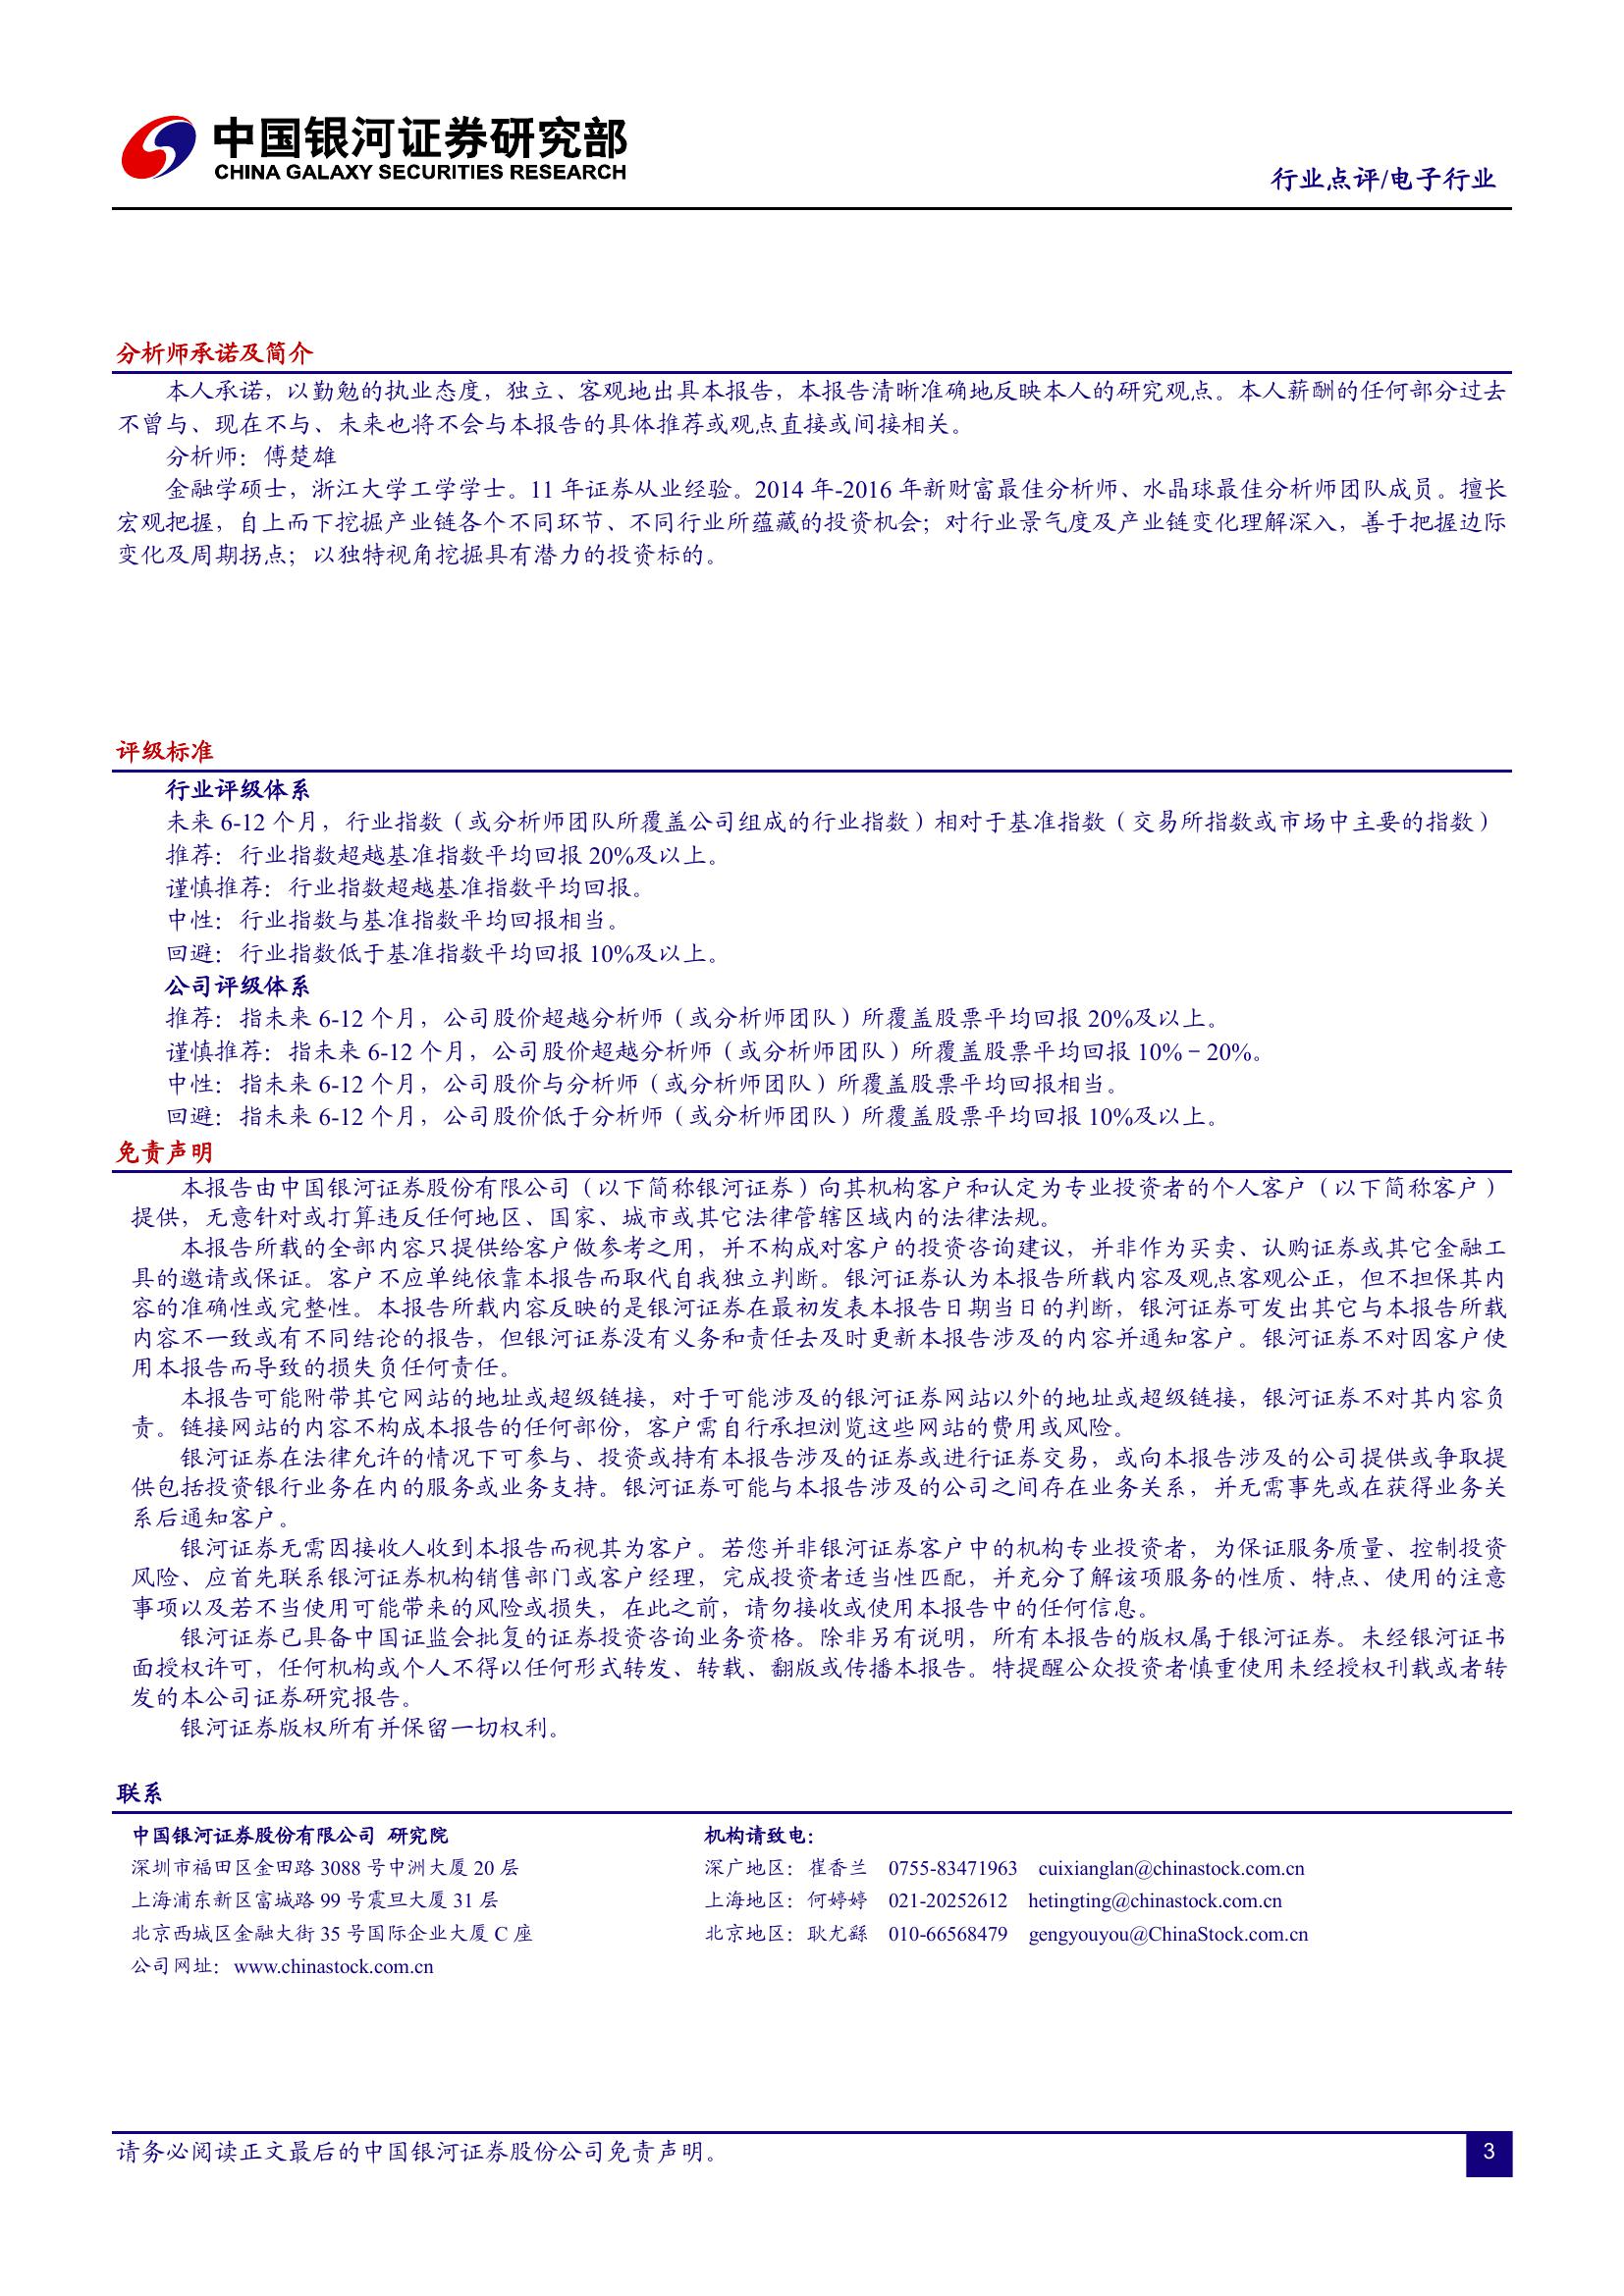 中国银河证券研究部
CHINA GALAXY SECURITIES RESEARCH
行业点评/电子行业
分析师承诺及简介
本人承诺，以勤勉的执业态度，独立、客观地出具本报告，本报告清晰准确地反映本人的研究观点。本人薪酬的任何部分过去
不曾与、现在不与、未来也将不会与本报告的具体推荐或观点直接或间接相关。
分析师：傅楚雄
金融学硕士，浙江大学工学学士。11 年证券从业经验。2014 年-2016 年新财富最佳分析师、水晶球最佳分析师团队成员。擅长
宏观把握，自上而下挖掘产业链各个不同环节、不同行业所蕴藏的投资机会；对行业景气度及产业链变化理解深入，善于把握边际
变化及周期拐点；以独特视角挖掘具有潜力的投资标的。
评级标准
行业评级体系
未来 6-12 个月，行业指数（或分析师团队所覆盖公司组成的行业指数）相对于基准指数（交易所指数或市场中主要的指数）
推荐：行业指数超越基准指数平均回报 20%及以上。
谨慎推荐：行业指数超越基准指数平均回报。
中性：行业指数与基准指数平均回报相当。
回避：行业指数低于基准指数平均回报 10%及以上。
公司评级体系
推荐：指未来 6-12 个月，公司股价超越分析师（或分析师团队）所覆盖股票平均回报 20%及以上。
谨慎推荐：指未来 6-12 个月，公司股价超越分析师（或分析师团队）所覆盖股票平均回报 10%－20%。
中性：指未来 6-12 个月，公司股价与分析师（或分析师团队）所覆盖股票平均回报相当。
回避：指未来 6-12 个月，公司股价低于分析师（或分析师团队）所覆盖股票平均回报 10%及以上。
免责声明
本报告由中国银河证券股份有限公司（以下简称银河证券）向其机构客户和认定为专业投资者的个人客户（以下简称客户）
提供，无意针对或打算违反任何地区、国家、城市或其它法律管辖区域内的法律法规。
本报告所载的全部内容只提供给客户做参考之用，并不构成对客户的投资咨询建议，并非作为买卖、认购证券或其它金融工
具的邀请或保证。客户不应单纯依靠本报告而取代自我独立判断。银河证券认为本报告所载内容及观点客观公正，但不担保其内
容的准确性或完整性。本报告所载内容反映的是银河证券在最初发表本报告日期当日的判断，银河证券可发出其它与本报告所载
内容不一致或有不同结论的报告，但银河证券没有义务和责任去及时更新本报告涉及的内容并通知客户。银河证券不对因客户使
用本报告而导致的损失负任何责任。
本报告可能附带其它网站的地址或超级链接，对于可能涉及的银河证券网站以外的地址或超级链接，银河证券不对其内容负
责。链接网站的内容不构成本报告的任何部份，客户需自行承担浏览这些网站的费用或风险。
银河证券在法律允许的情况下可参与、投资或持有本报告涉及的证券或进行证券交易，或向本报告涉及的公司提供或争取提
供包括投资银行业务在内的服务或业务支持。银河证券可能与本报告涉及的公司之间存在业务关系，并无需事先或在获得业务关
系后通知客户。
银河证券无需因接收人收到本报告而视其为客户。若您并非银河证券客户中的机构专业投资者，为保证服务质量、控制投资
风险、应首先联系银河证券机构销售部门或客户经理，完成投资者适当性匹配，并充分了解该项服务的性质、特点、使用的注意
事项以及若不当使用可能带来的风险或损失，在此之前，请勿接收或使用本报告中的任何信息。
银河证券已具备中国证监会批复的证券投资咨询业务资格。除非另有说明，所有本报告的版权属于银河证券。未经银河证书
面授权许可，任何机构或个人不得以任何形式转发、转载、翻版或传播本报告。特提醒公众投资者慎重使用未经授权刊载或者转
发的本公司证券研究报告。
银河证券版权所有并保留一切权利。
联系
中国银河证券股份有限公司 研究院
深圳市福田区金田路 3088 号中洲大厦 20 层
上海浦东新区富城路 99 号震旦大厦 31 层
北京西城区金融大街 35 号国际企业大厦 C 座
公司网址：www.chinastock.com.cn
机构请致电：
深广地区：崔香兰 0755-83471963 cuixianglan@chinastock.com.cn
上海地区：何婷婷 021-20252612 hetingting@chinastock.com.cn
北京地区：耿尤繇 010-66568479 gengyouyou@ChinaStock.com.cn
请务必阅读正文最后的中国银河证券股份公司免责声明。
3